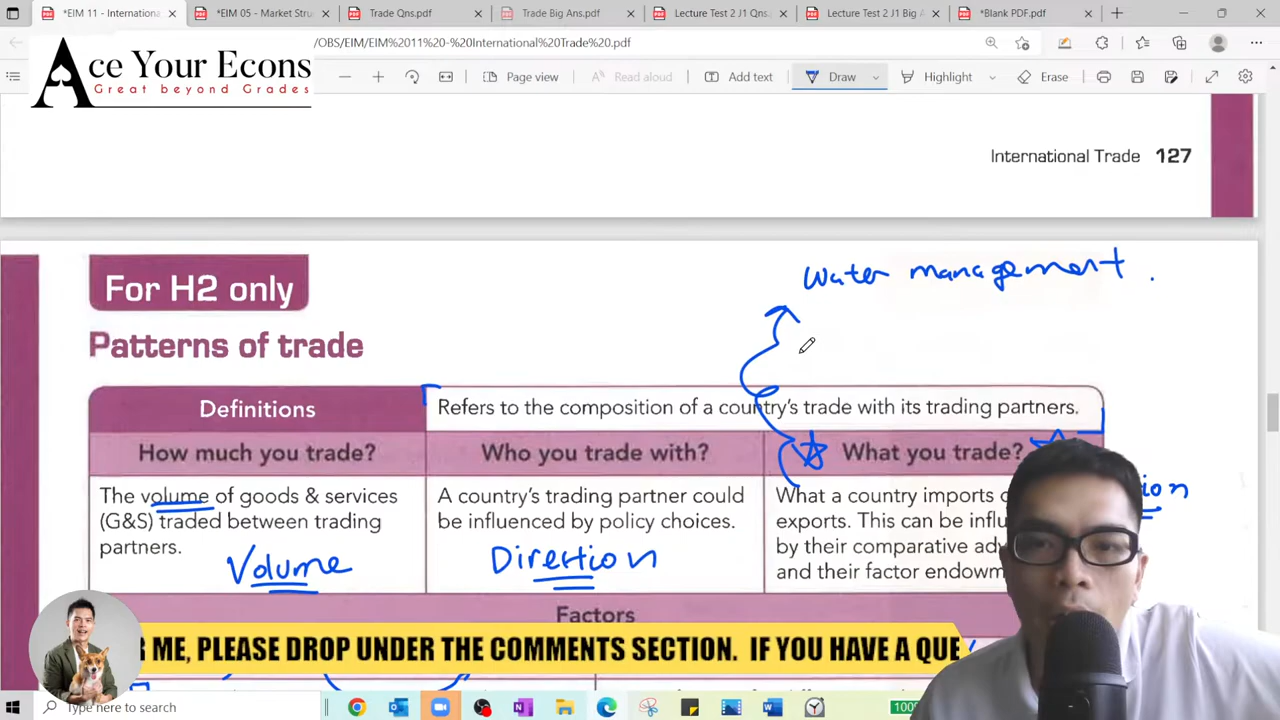 *EIM 11 - Internationa
*EIM 05 - Market Stru
Trade Qns.pdf
Trade Big Ans.pdf
Lecture Test 2 J1 Qns.p
Lecture Test 2 J1 Big A
*Blank PDF.pdf
/OBS/EIM/EIM%2011%20-%20International%20Trade%20.pdf
Ace Your Econs
Great beyond Grades
Page view
Read aloud
Add text
Draw
Highlight
Erase
International Trade 127
water management.
For H2 only
Patterns of trade
Definitions
Refers to the composition of a country's trade with its trading partners.
How much you trade?
Who you trade with?
What you trade?
The volume of goods & services
(G&S) traded between trading
partners.
Volume
A country's trading partner could
be influenced by policy choices.
Direction
What a country imports
exports. This can be influ
by their comparative ad
and their factor endowm
ion
Factors
R ME, PLEASE DROP UNDER THE COMMENTS SECTION. IF YOU HAVE A QUE
Type here to search
100%